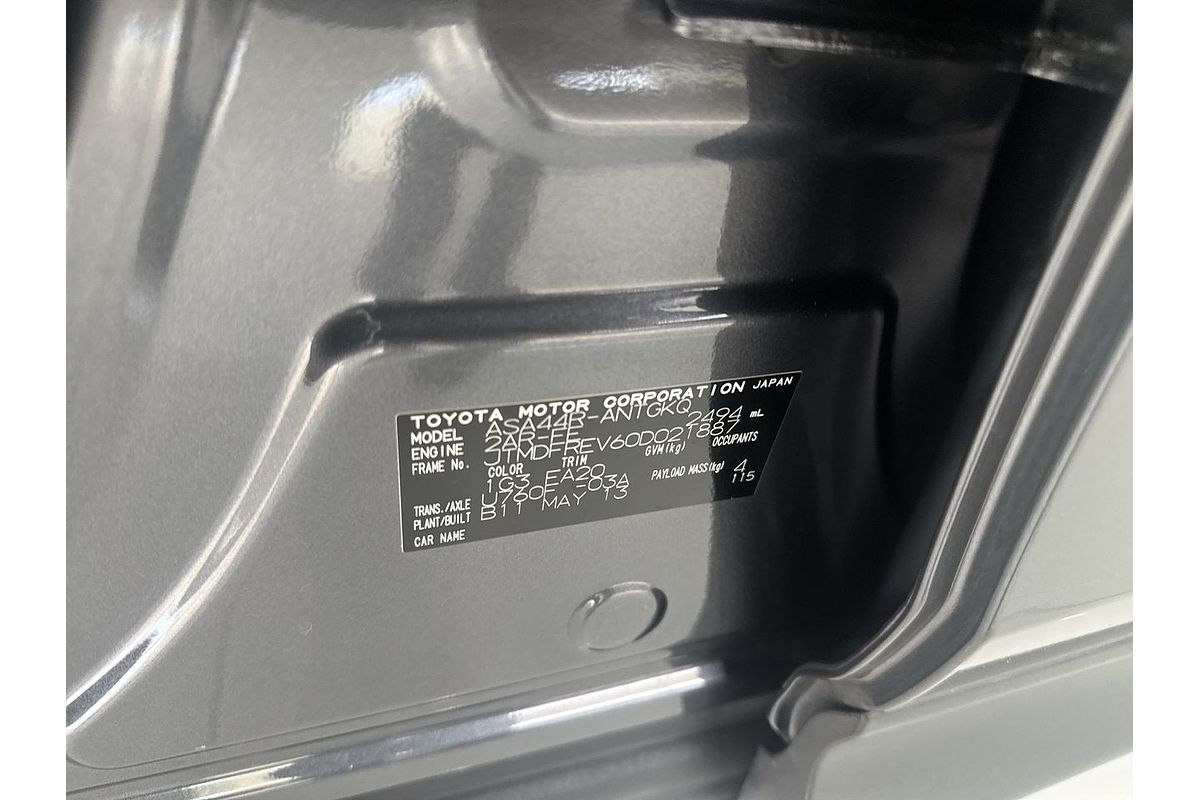 TOYOTA MOTOR CORPORATION JAPAN
MODEL ASA44R-ANTGKQ
ENGINE 2AR-FE 2494 mL
FRAME No. JTMDFREV60D021887
COLOR TRIM GVM(kg) OCCUPANTS
1G3 EA20 PAYLOAD MASS(kg) 4
TRANS./AXLE U760F -03A 115
PLANT/BUILT B11 MAY 13
CAR NAME